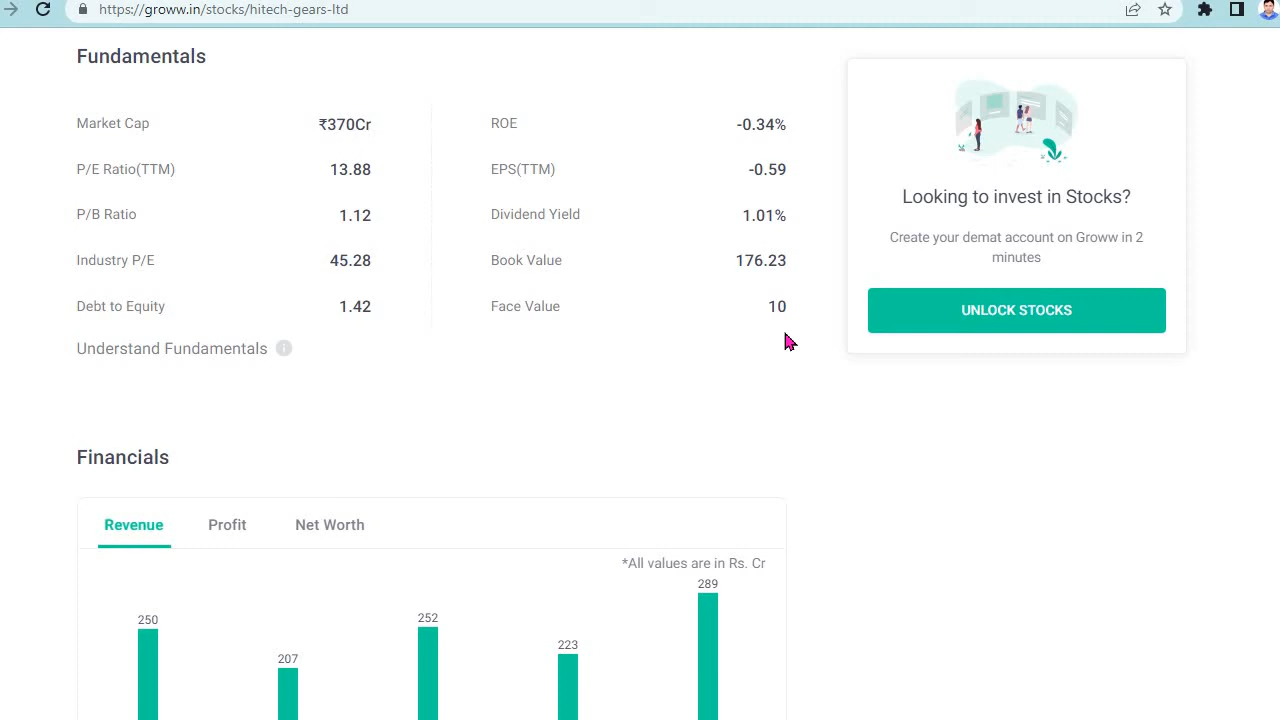 https://groww.in/stocks/hitech-gears-ltd
Fundamentals
Market Cap ₹370Cr
P/E Ratio(TTM) 13.88
P/B Ratio 1.12
Industry P/E 45.28
Debt to Equity 1.42
Understand Fundamentals
ROE -0.34%
EPS(TTM) -0.59
Dividend Yield 1.01%
Book Value 176.23
Face Value 10
Looking to invest in Stocks?
Create your demat account on Groww in 2
minutes
UNLOCK STOCKS
Financials
Revenue Profit Net Worth
*All values are in Rs. Cr
250 207 252 223 289